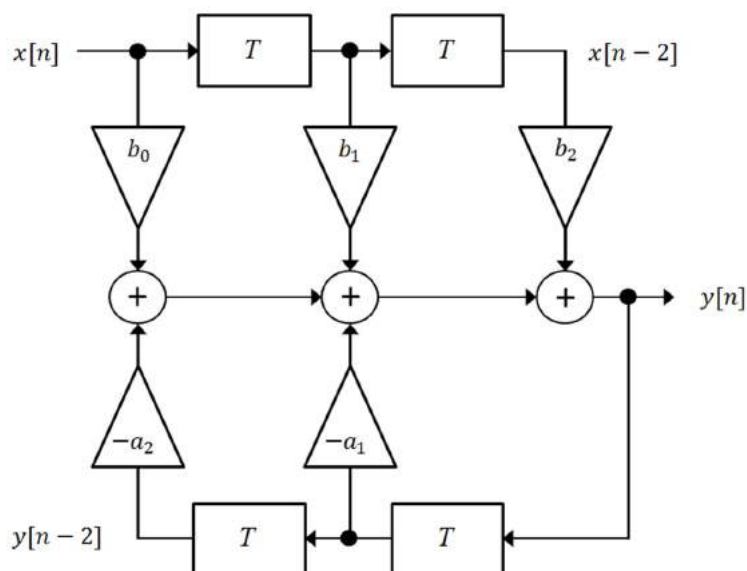 x[n] T T x[n − 2]
b₀ b₁ b₂
+ + +
y[n]
−a₂ −a₁
y[n − 2] T T